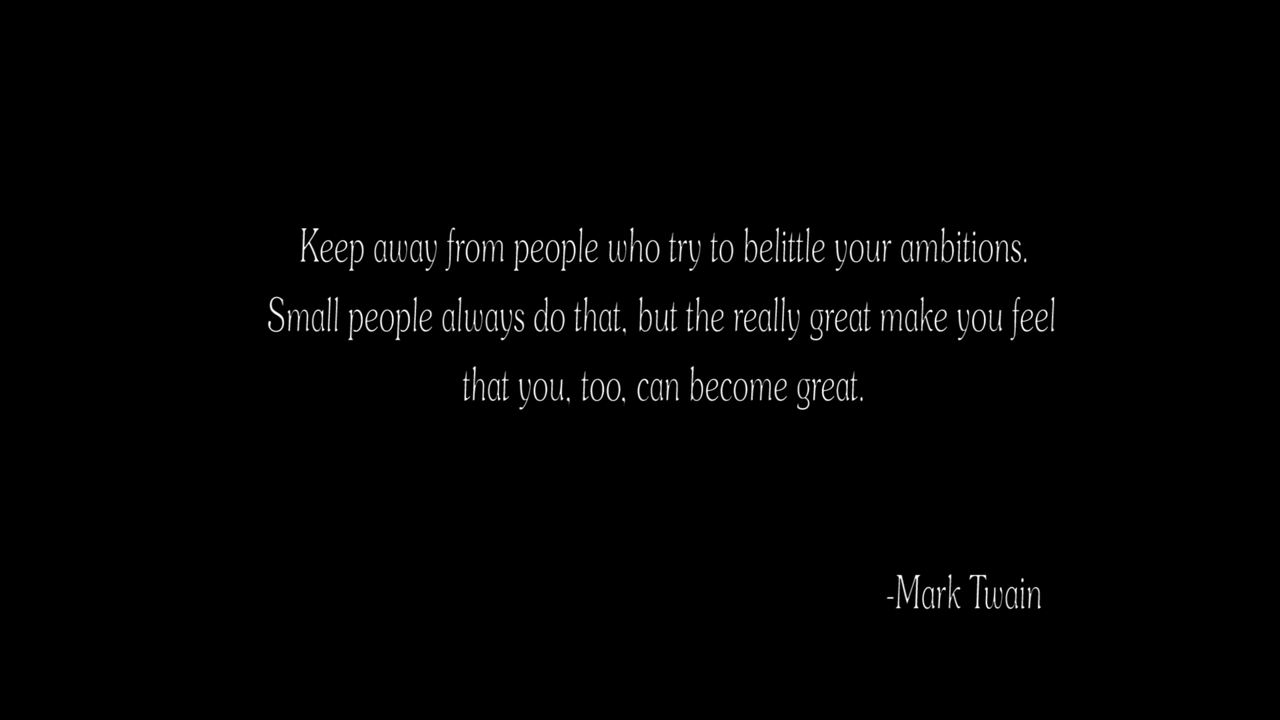 Keep away from people who try to belittle your ambitions.
Small people always do that, but the really great make you feel
that you, too, can become great.
-Mark Twain